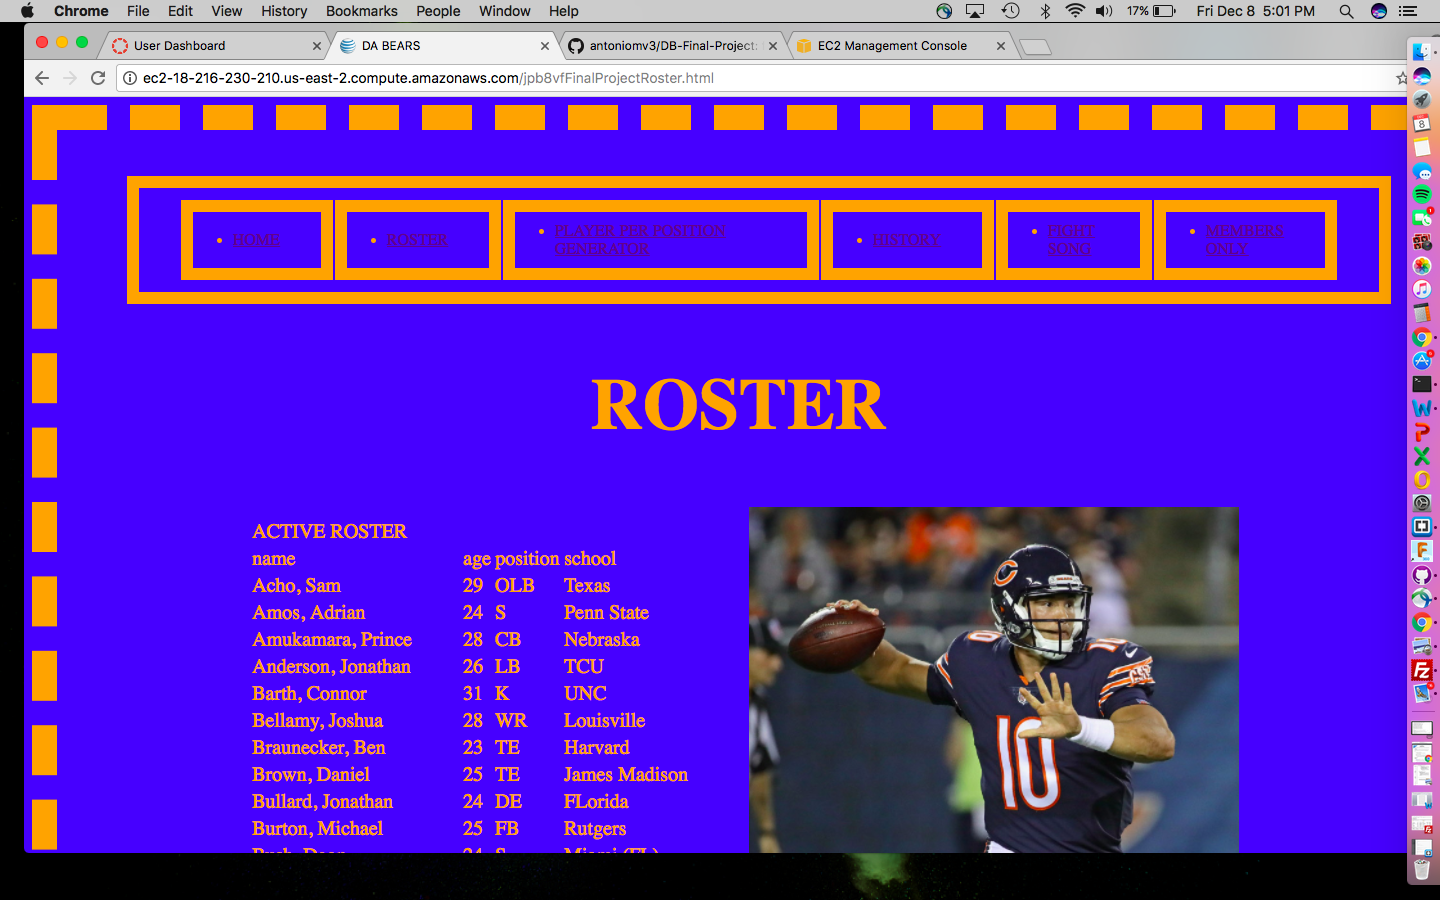 Chrome File Edit View History Bookmarks People Window Help 17% Fri Dec 8 5:01 PM
User Dashboard DA BEARS antoniomv3/DB-Final-Project: EC2 Management Console
ec2-18-216-230-210.us-east-2.compute.amazonaws.com/jpb8vfFinalProjectRoster.html
HOME
ROSTER
PLAYER PER POSITION
GENERATOR
HISTORY
FIGHT
SONG
MEMBERS
ONLY
ROSTER
ACTIVE ROSTER
name age position school
Acho, Sam 29 OLB Texas
Amos, Adrian 24 S Penn State
Amukamara, Prince 28 CB Nebraska
Anderson, Jonathan 26 LB TCU
Barth, Connor 31 K UNC
Bellamy, Joshua 28 WR Louisville
Braunecker, Ben 23 TE Harvard
Brown, Daniel 25 TE James Madison
Bullard, Jonathan 24 DE FLorida
Burton, Michael 25 FB Rutgers
10
10